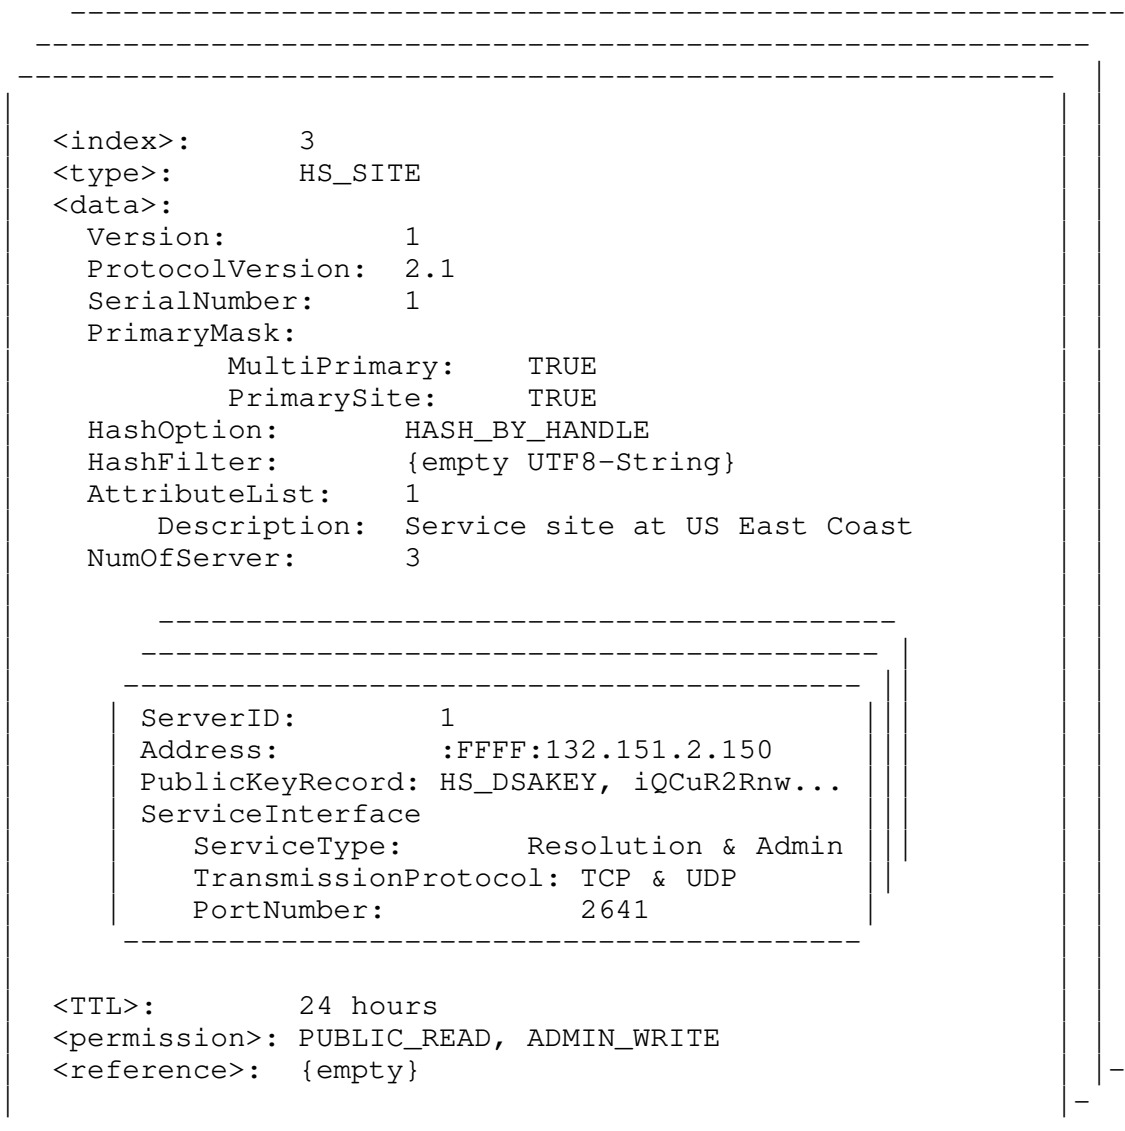 <index>: 3
<type>: HS_SITE
<data>:
Version: 1
ProtocolVersion: 2.1
SerialNumber: 1
PrimaryMask:
MultiPrimary: TRUE
PrimarySite: TRUE
HashOption: HASH_BY_HANDLE
HashFilter: {empty UTF8-String}
AttributeList: 1
Description: Service site at US East Coast
NumOfServer: 3
ServerID: 1
Address: :FFFF:132.151.2.150
PublicKeyRecord: HS_DSAKEY, iQCuR2Rnw...
ServiceInterface
ServiceType: Resolution & Admin
TransmissionProtocol: TCP & UDP
PortNumber: 2641
<TTL>: 24 hours
<permission>: PUBLIC_READ, ADMIN_WRITE
<reference>: {empty}